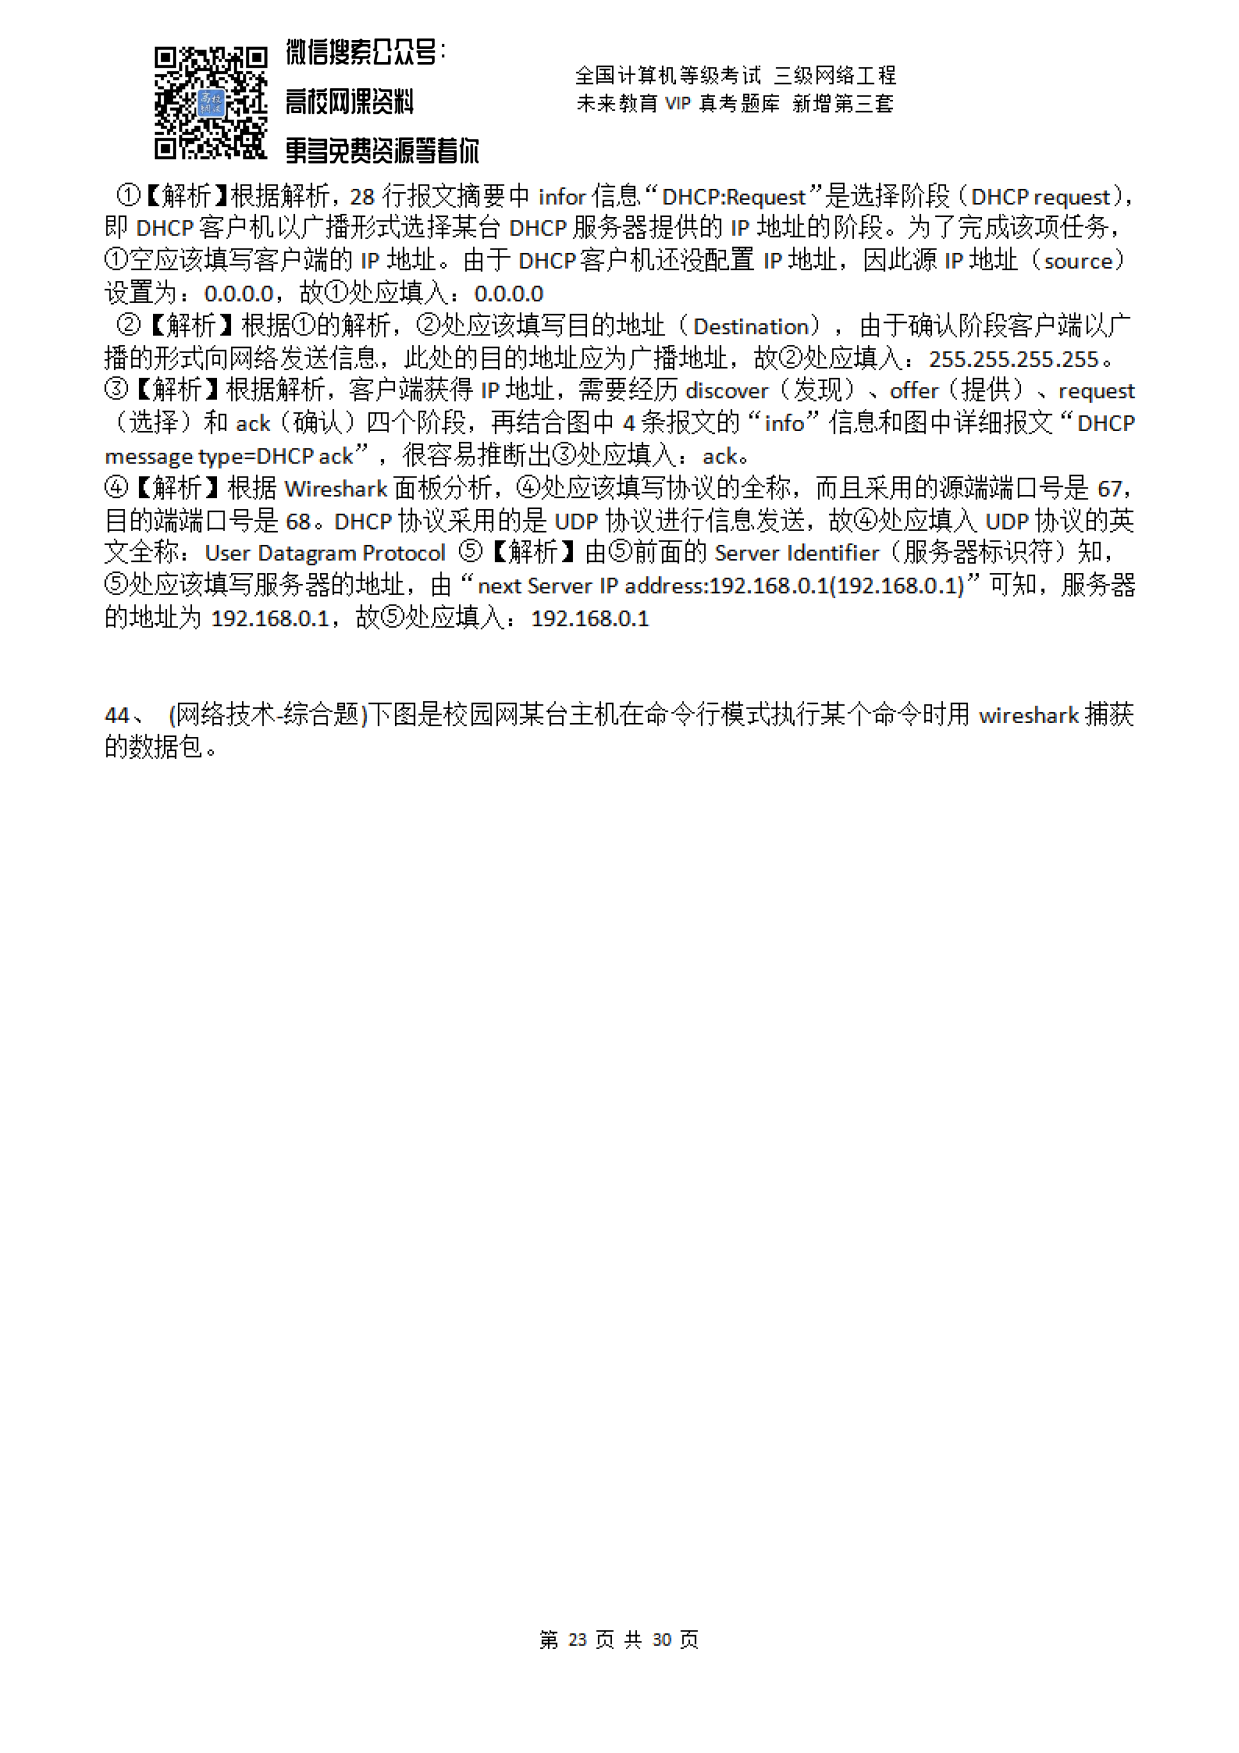 微信搜索公众号：
高校网课资料
更多免费资源等着你
全国计算机等级考试 三级网络工程
未来教育 VIP 真考题库 新增第三套
①【解析】根据解析，28 行报文摘要中 infor 信息“DHCP:Request”是选择阶段（DHCP request），
即 DHCP 客户机以广播形式选择某台 DHCP 服务器提供的 IP 地址的阶段。为了完成该项任务，
①空应该填写客户端的 IP 地址。由于 DHCP 客户机还没配置 IP 地址，因此源 IP 地址（source）
设置为：0.0.0.0，故①处应填入：0.0.0.0
②【解析】根据①的解析，②处应该填写目的地址（Destination），由于确认阶段客户端以广
播的形式向网络发送信息，此处的目的地址应为广播地址，故②处应填入：255.255.255.255。
③【解析】根据解析，客户端获得 IP 地址，需要经历 discover（发现）、offer（提供）、request
（选择）和 ack（确认）四个阶段，再结合图中 4 条报文的“info”信息和图中详细报文“DHCP
message type=DHCP ack”，很容易推断出③处应填入：ack。
④【解析】根据 Wireshark 面板分析，④处应该填写协议的全称，而且采用的源端端口号是 67，
目的端端口号是 68。DHCP 协议采用的是 UDP 协议进行信息发送，故④处应填入 UDP 协议的英
文全称：User Datagram Protocol ⑤【解析】由⑤前面的 Server Identifier（服务器标识符）知，
⑤处应该填写服务器的地址，由“next Server IP address:192.168.0.1(192.168.0.1)”可知，服务器
的地址为 192.168.0.1，故⑤处应填入：192.168.0.1
44、 (网络技术-综合题)下图是校园网某台主机在命令行模式执行某个命令时用 wireshark 捕获
的数据包。
第 23 页 共 30 页